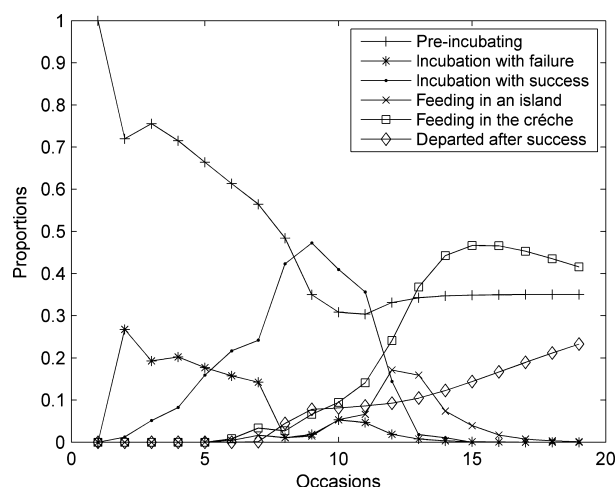 Proportions
1
0.9
0.8
0.7
0.6
0.5
0.4
0.3
0.2
0.1
0
Pre-incubating
Incubation with failure
Incubation with success
Feeding in an island
Feeding in the créche
Departed after success
0 5 10 15 20
Occasions